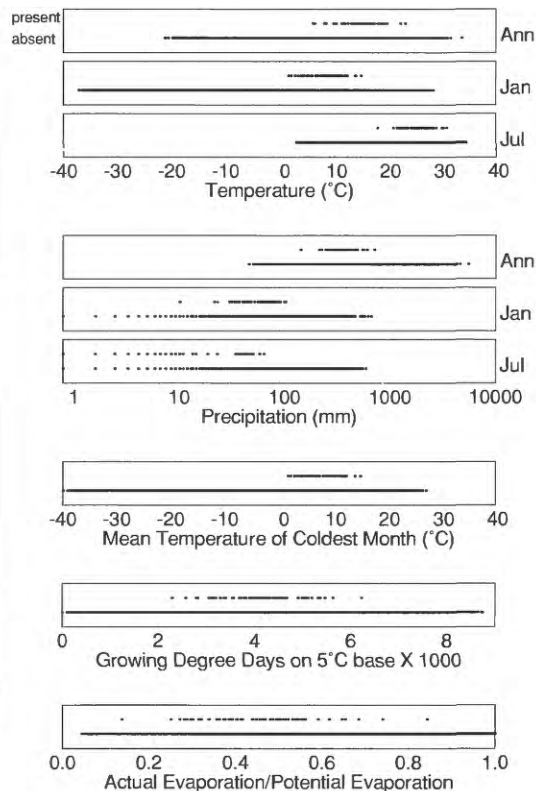 present
absent
Ann
Jan
Jul
-40 -30 -20 -10 0 10 20 30 40
Temperature (°C)
Ann
Jan
Jul
1 10 100 1000 10000
Precipitation (mm)
-40 -30 -20 -10 0 10 20 30 40
Mean Temperature of Coldest Month (°C)
0 2 4 6 8
Growing Degree Days on 5°C base X 1000
0.0 0.2 0.4 0.6 0.8 1.0
Actual Evaporation/Potential Evaporation